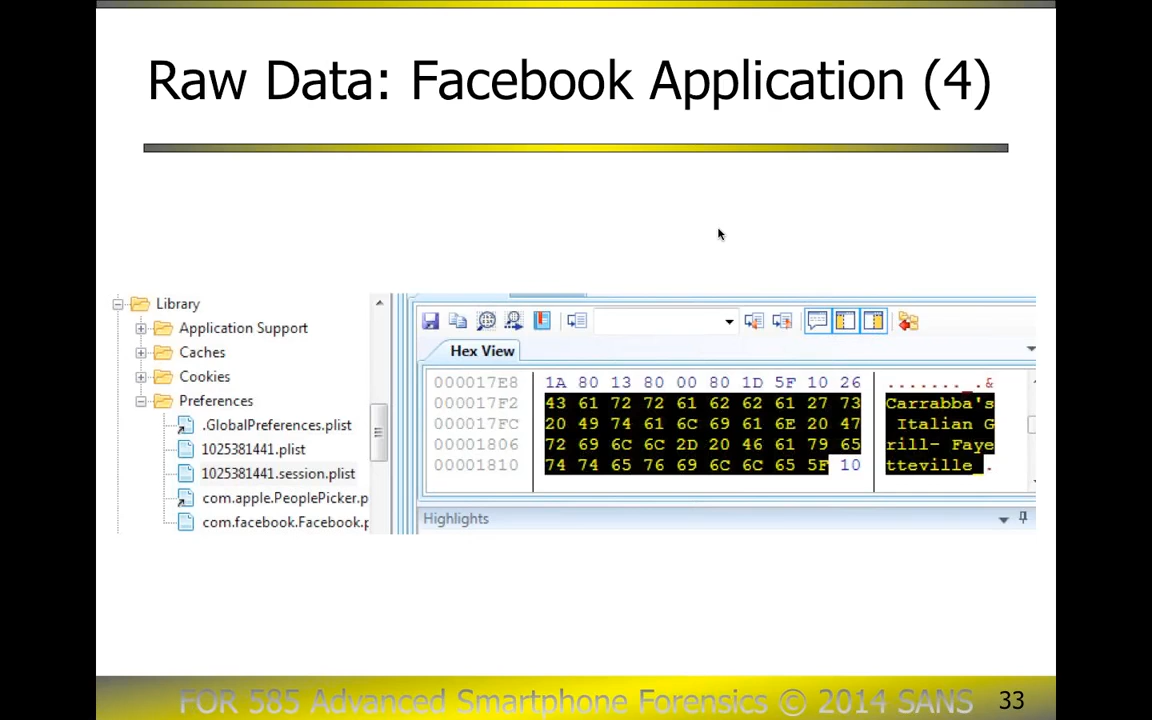 Raw Data: Facebook Application (4)
Library
Application Support
Caches
Cookies
Preferences
.GlobalPreferences.plist
1025381441.plist
1025381441.session.plist
com.apple.PeoplePicker.p
com.facebook.Facebook.p
Hex View
000017E8 1A 80 13 80 00 80 1D 5F 10 26 ......._.&
000017F2 43 61 72 72 61 62 62 61 27 73 Carrabba's
000017FC 20 49 74 61 6C 69 61 6E 20 47 Italian G
00001806 72 69 6C 6C 2D 20 46 61 79 65 rill- Faye
00001810 74 74 65 76 69 6C 6C 65 5F 10 tteville_.
Highlights
FOR 585 Advanced Smartphone Forensics © 2014 SANS 33